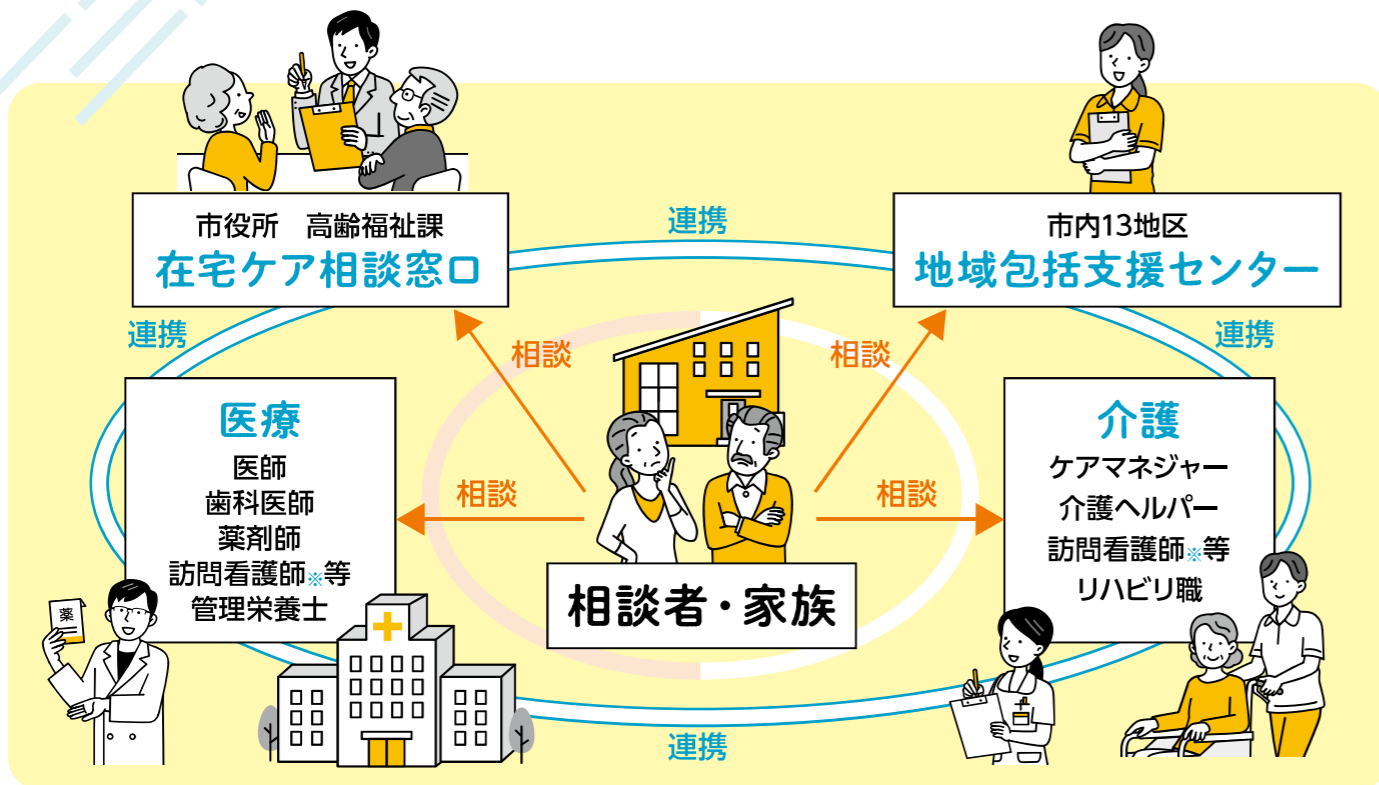 市役所　高齢福祉課
在宅ケア相談窓口
連携
市内13地区
地域包括支援センター
連携
連携
相談
相談
医療
医師
歯科医師
薬剤師
訪問看護師※等
管理栄養士
相談
相談
介護
ケアマネジャー
介護ヘルパー
訪問看護師※等
リハビリ職
相談者・家族
薬
連携